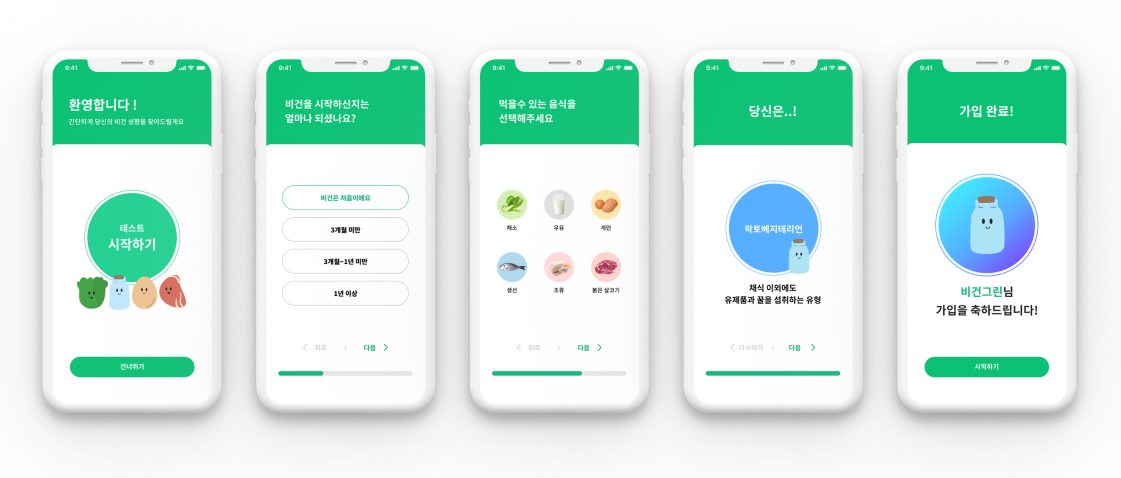 9:41
환영합니다 !
간단하게 당신의 비건 성향을 찾아드릴게요
테스트
시작하기
건너뛰기
9:41
비건을 시작하신지는
얼마나 되셨나요?
비건은 처음이에요
3개월 미만
3개월~1년 미만
1년 이상
뒤로 / 다음
9:41
먹을수 있는 음식을
선택해주세요
채소 우유 계란
생선 조류 붉은 살코기
뒤로 / 다음
9:41
당신은..!
락토베지테리언
채식 이외에도
유제품과 꿀을 섭취하는 유형
다시하기 / 다음
9:41
가입 완료!
비건그린님
가입을 축하드립니다!
시작하기